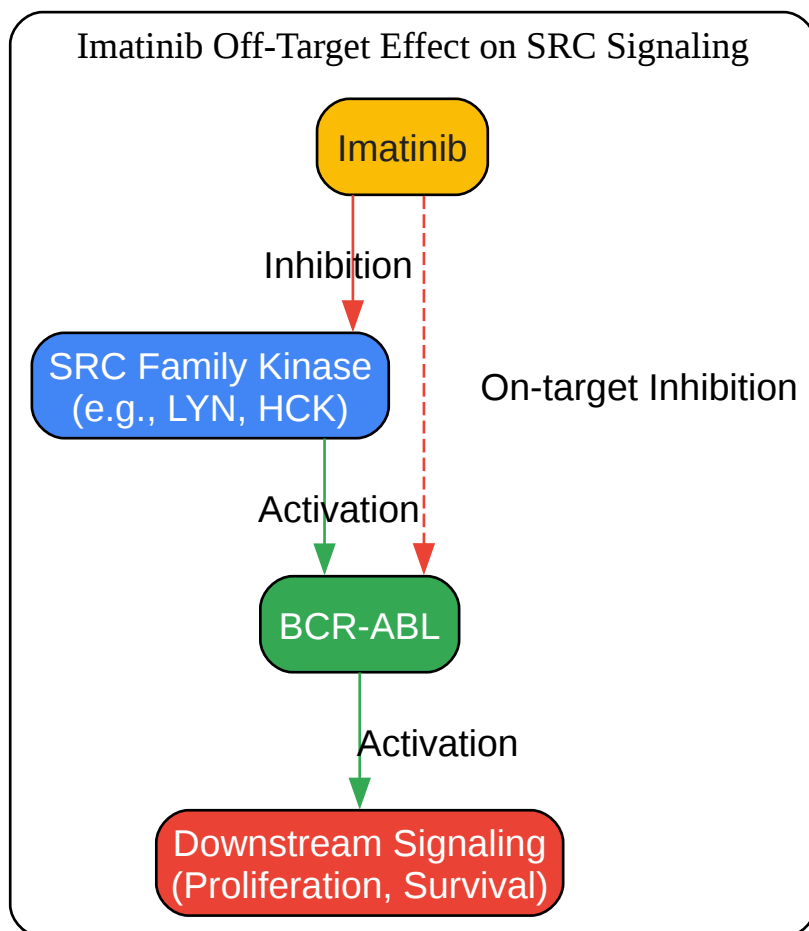 Imatinib Off-Target Effect on SRC Signaling
Imatinib
Inhibition
SRC Family Kinase
(e.g., LYN, HCK)
On-target Inhibition
Activation
BCR-ABL
Activation
Downstream Signaling
(Proliferation, Survival)